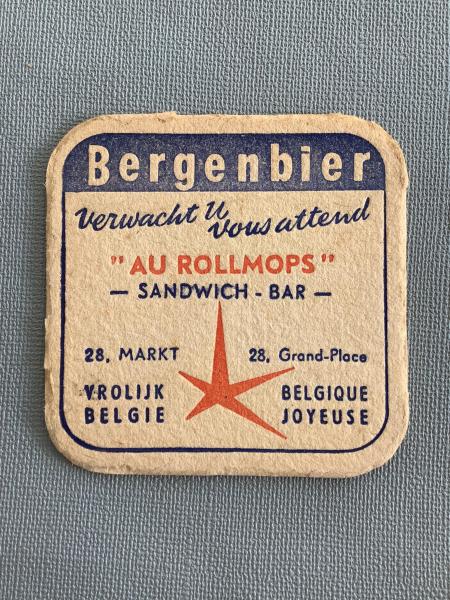 Bergenbier
Verwacht U
vous attend
"AU ROLLMOPS"
— SANDWICH - BAR —
28, MARKT
28, Grand-Place
VROLIJK
BELGIE
BELGIQUE
JOYEUSE